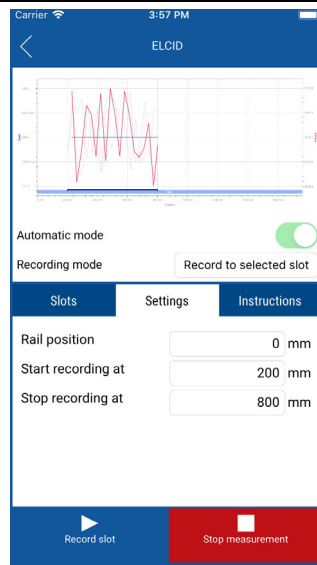 Carrier 3:57 PM
ELCID
Automatic mode
Recording mode Record to selected slot
Slots Settings Instructions
Rail position 0 mm
Start recording at 200 mm
Stop recording at 800 mm
Record slot Stop measurement